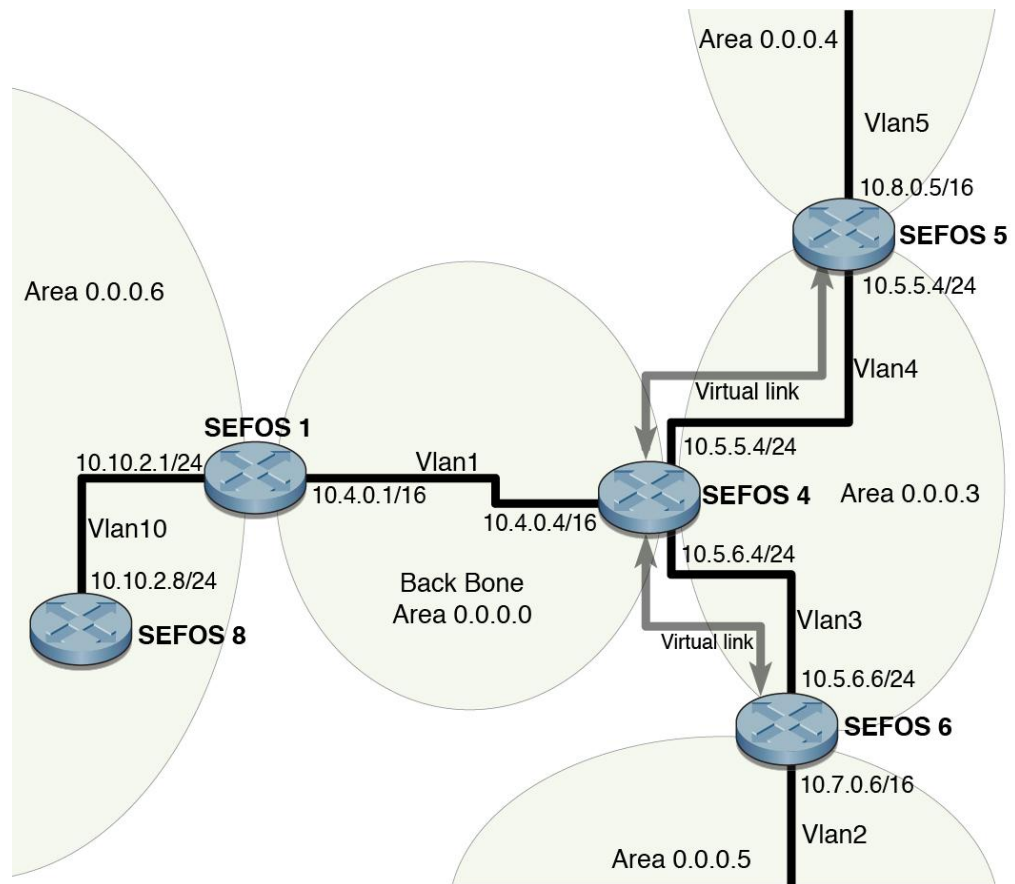 Area 0.0.0.4
Vlan5
10.8.0.5/16
SEFOS 5
10.5.5.4/24
Area 0.0.0.6
Vlan4
Virtual link
SEFOS 1
10.10.2.1/24
Vlan1
10.4.0.1/16
10.5.5.4/24
SEFOS 4
Area 0.0.0.3
10.4.0.4/16
Vlan10
10.5.6.4/24
10.10.2.8/24
Back Bone
Area 0.0.0.0
SEFOS 8
Virtual link
Vlan3
10.5.6.6/24
SEFOS 6
10.7.0.6/16
Vlan2
Area 0.0.0.5